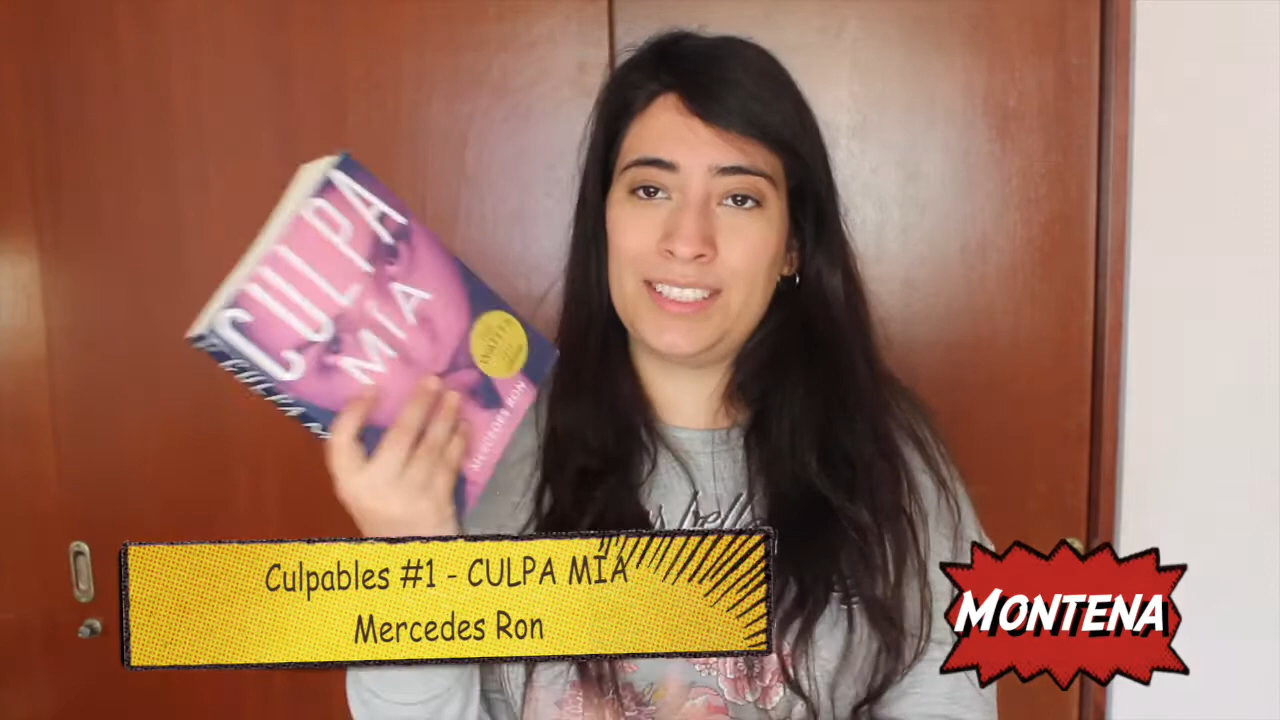 CULPA
MÍA
MERCEDES RON
Culpables #1 - CULPA MÍA
Mercedes Ron
MONTENA